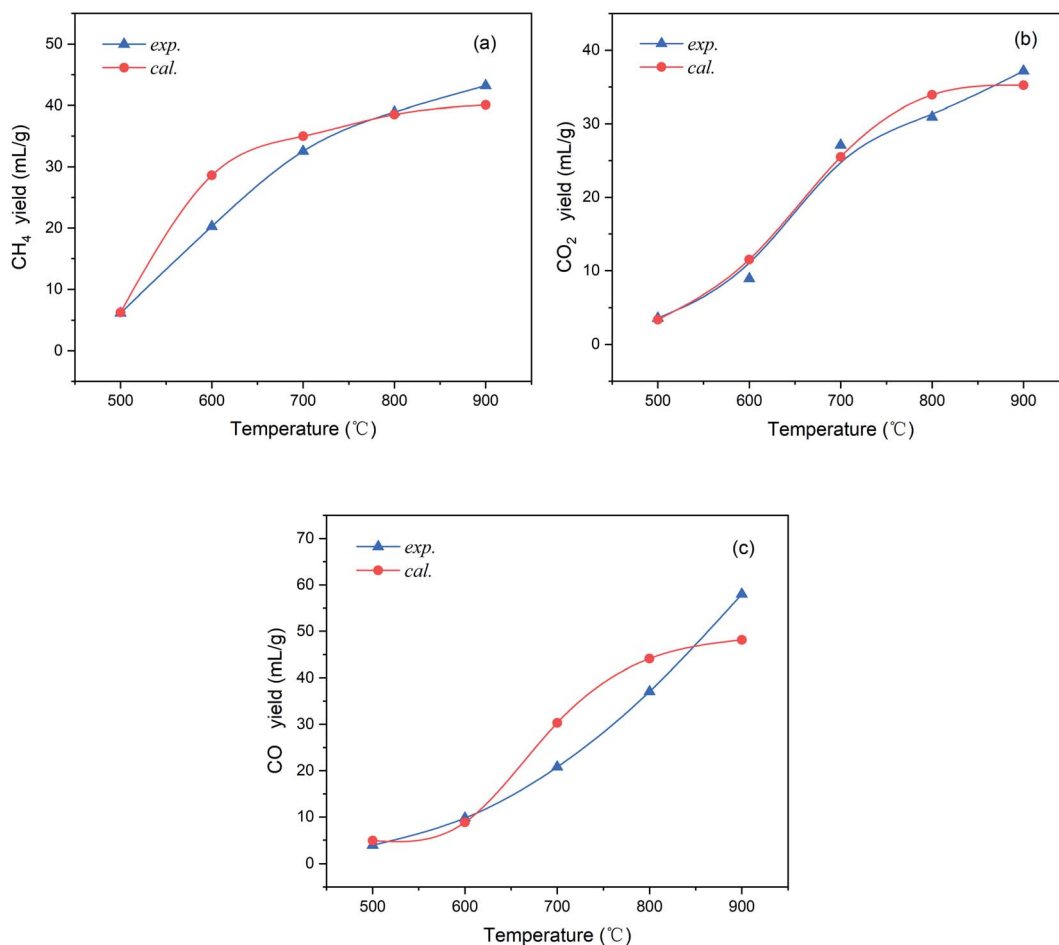 (a)
exp.
cal.
50
40
30
20
10
0
CH₄ yield (mL/g)
500 600 700 800 900
Temperature (℃)
(b)
exp.
cal.
40
30
20
10
0
CO₂ yield (mL/g)
500 600 700 800 900
Temperature (℃)
(c)
exp.
cal.
70
60
50
40
30
20
10
0
CO yield (mL/g)
500 600 700 800 900
Temperature (℃)